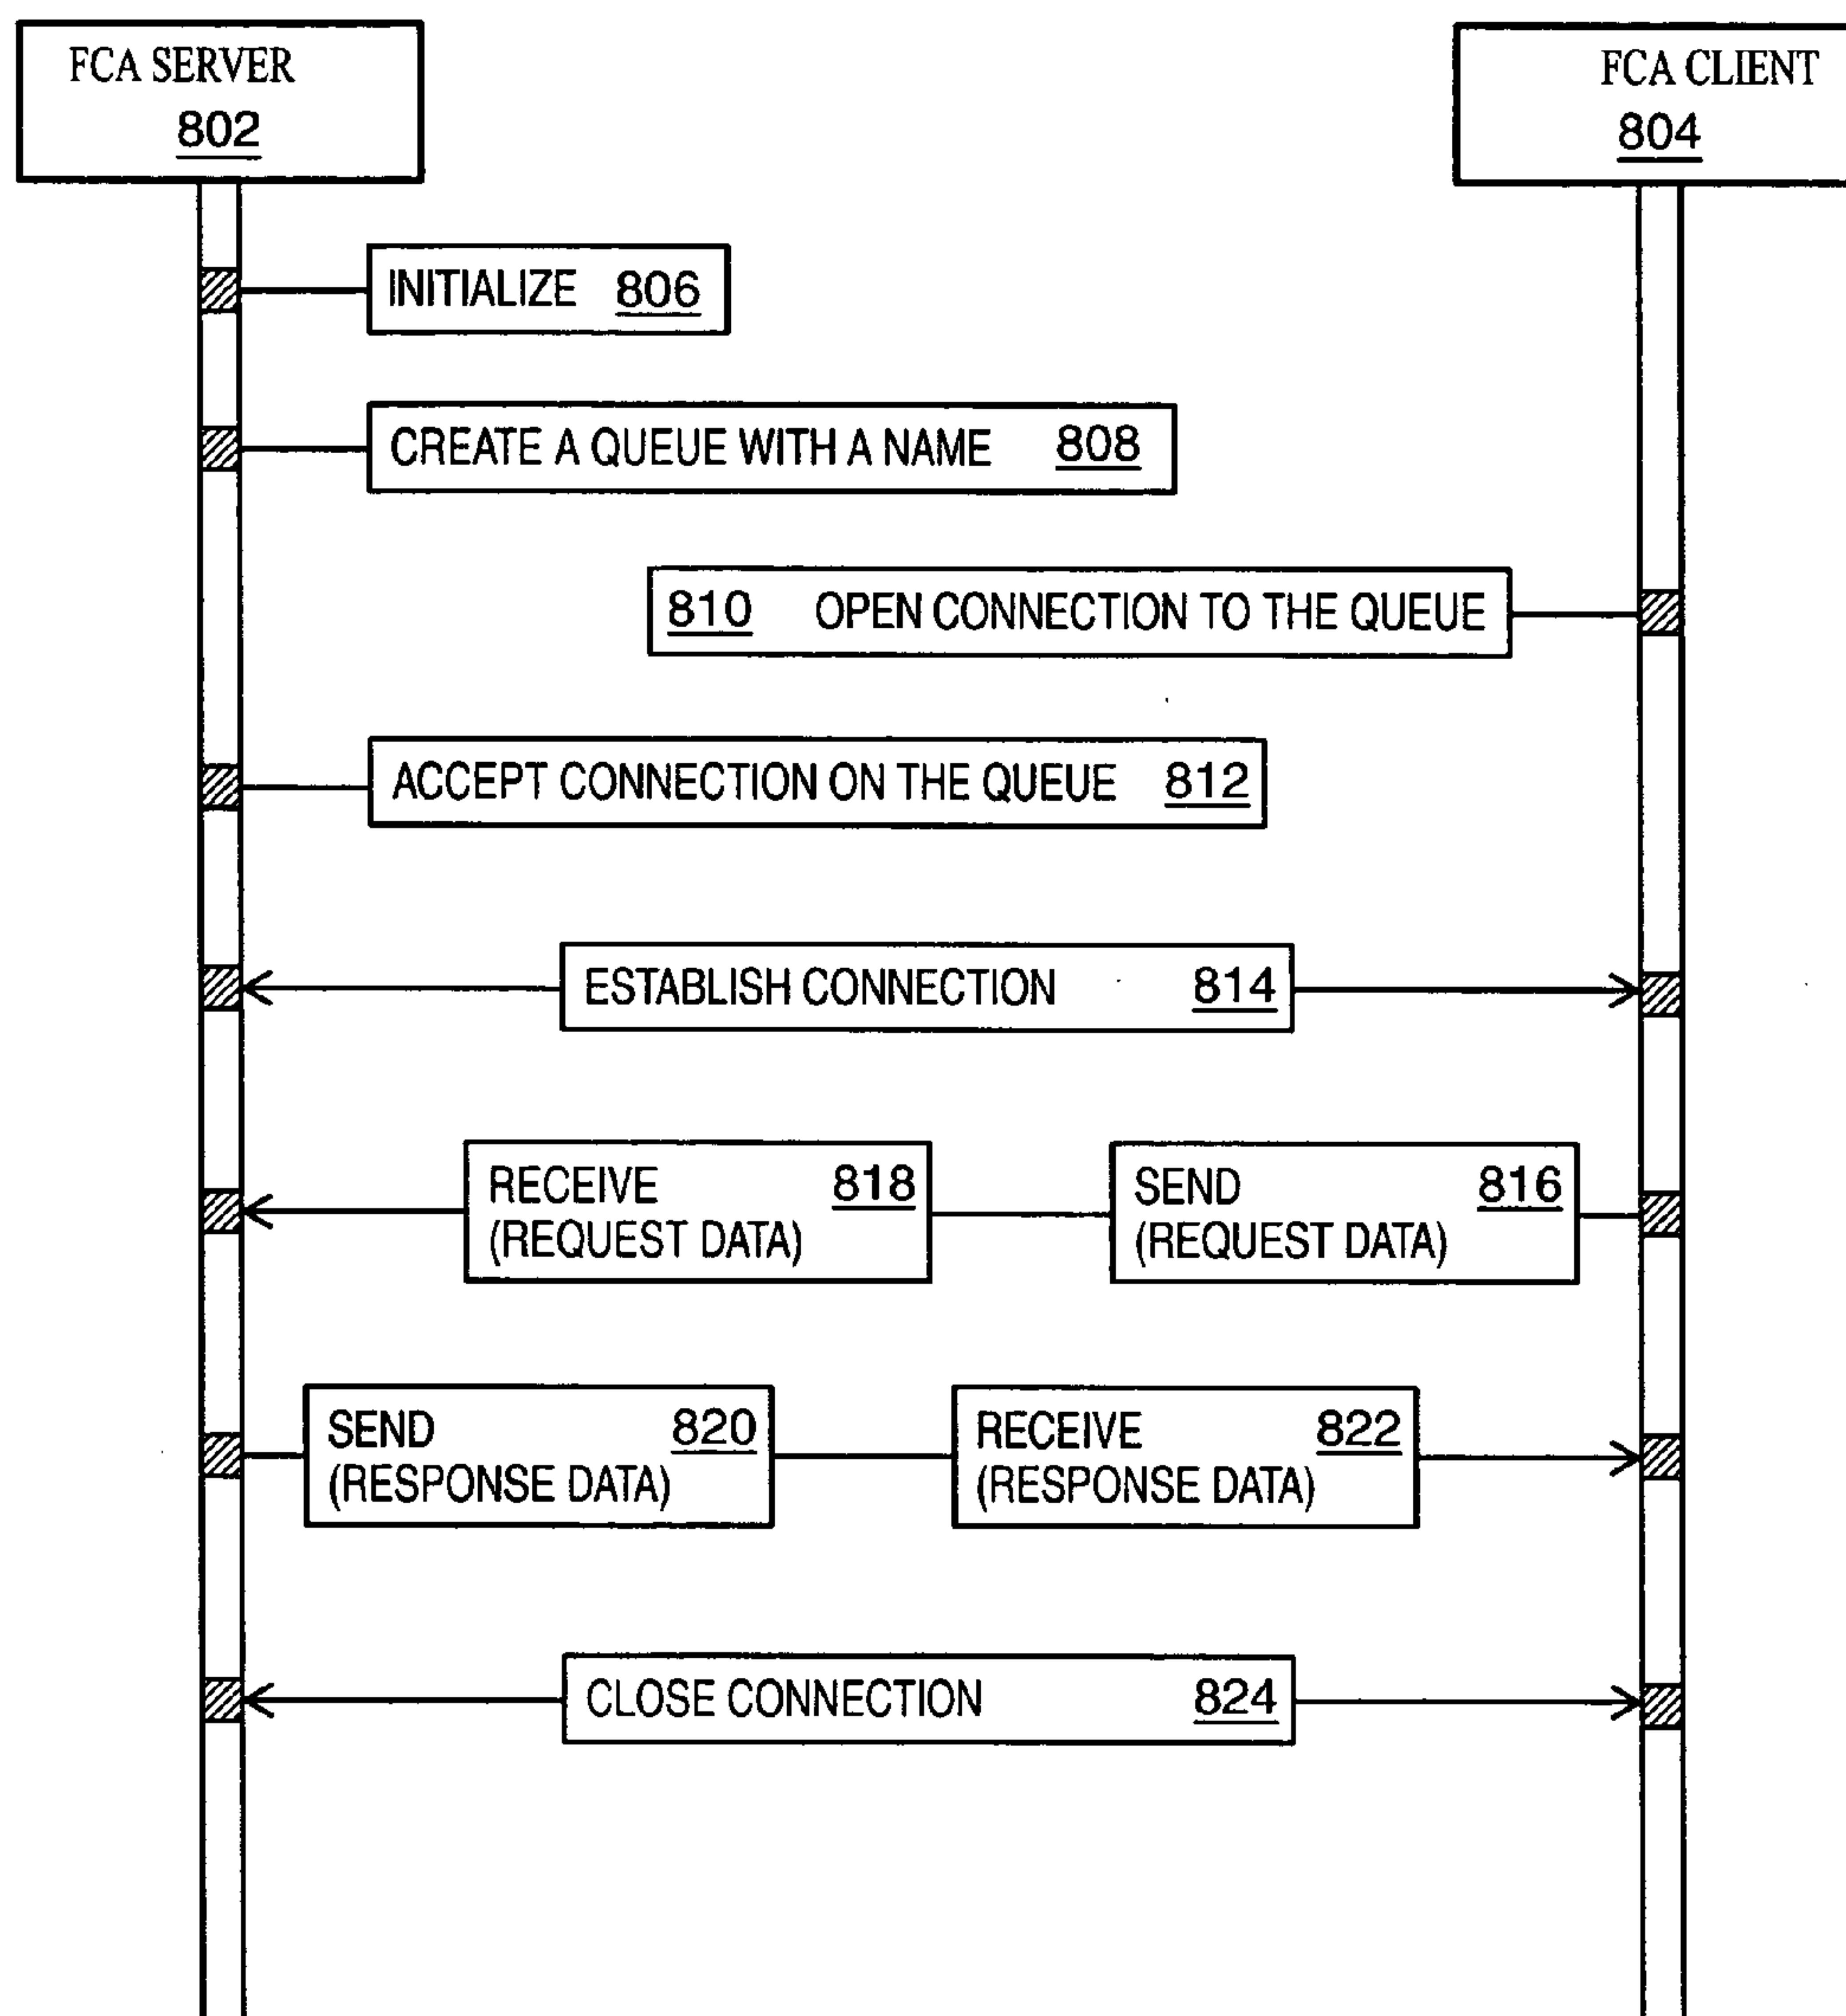 FCA SERVER
802
FCA CLIENT
804
INITIALIZE 806
CREATE A QUEUE WITH A NAME 808
810 OPEN CONNECTION TO THE QUEUE
ACCEPT CONNECTION ON THE QUEUE 812
ESTABLISH CONNECTION 814
RECEIVE 818
(REQUEST DATA)
SEND 816
(REQUEST DATA)
SEND 820
(RESPONSE DATA)
RECEIVE 822
(RESPONSE DATA)
CLOSE CONNECTION 824